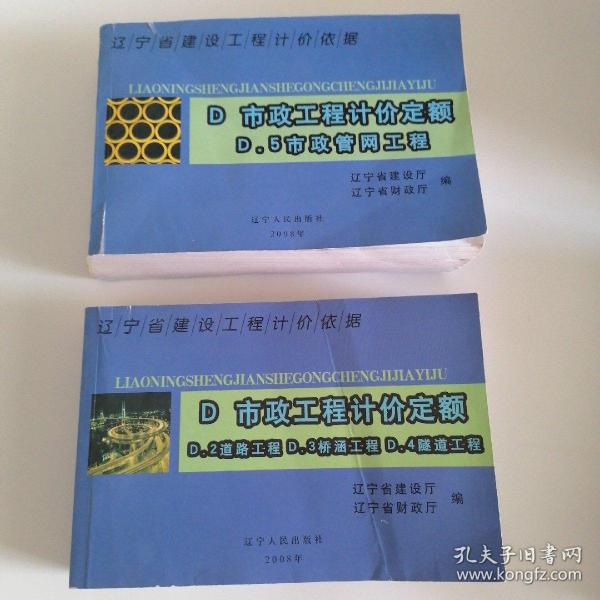 辽宁省建设工程计价依据
LIAONINGSHENGJIANSHEGONGCHENGJIJIAYIJU
D 市政工程计价定额
D.5市政管网工程
辽宁省建设厅
辽宁省财政厅
编
辽宁人民出版社
2008年
辽宁省建设工程计价依据
LIAONINGSHENGJIANSHEGONGCHENGJIJIAYIJU
D 市政工程计价定额
D.2道路工程 D.3桥涵工程 D.4隧道工程
辽宁省建设厅
辽宁省财政厅
编
辽宁人民出版社
2008年
孔夫子旧书网
www.kongfz.com